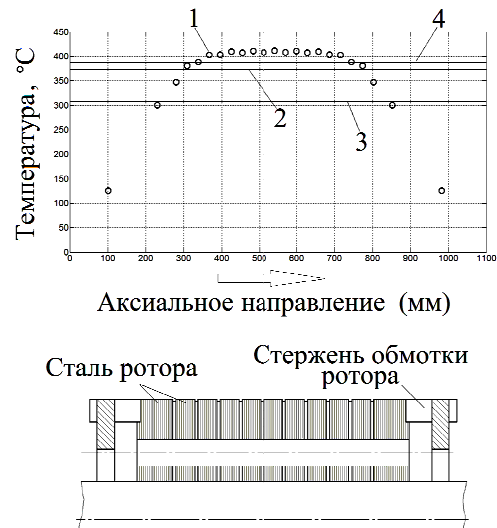 1
4
450
400
350
300
250
200
150
100
50
0
2
3
Температура, °C
0 100 200 300 400 500 600 700 800 900 1000 1100
Аксиальное направление (мм)
Сталь ротора
Стержень обмотки
ротора